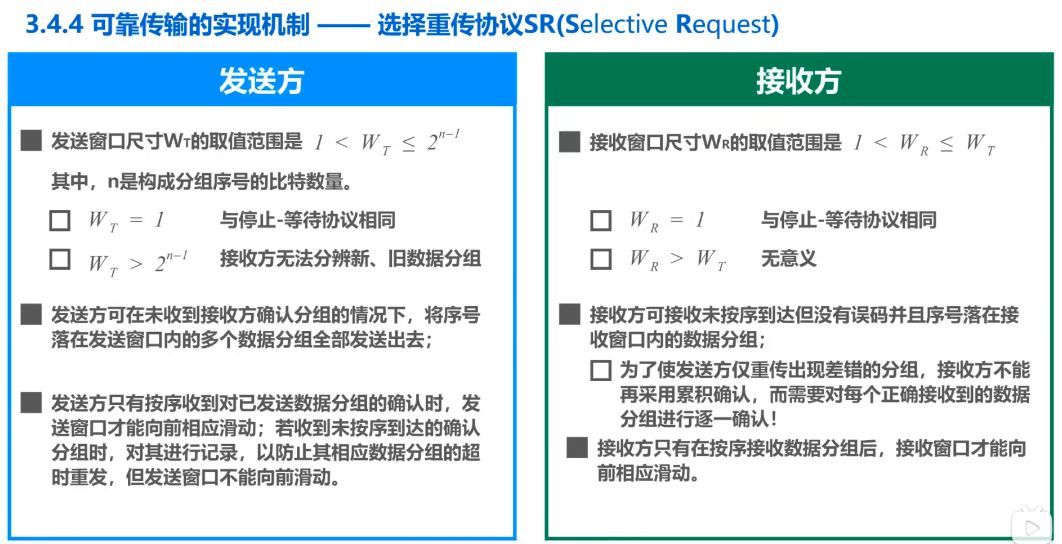 3.4.4 可靠传输的实现机制 —— 选择重传协议SR(Selective Request)
发送方
发送窗口尺寸W_T的取值范围是 1 < W_T ≤ 2^{n-1}
其中，n是构成分组序号的比特数量。
W_T = 1 与停止-等待协议相同
W_T > 2^{n-1} 接收方无法分辨新、旧数据分组
发送方可在未收到接收方确认分组的情况下，将序号
落在发送窗口内的多个数据分组全部发送出去；
发送方只有按序收到对已发送数据分组的确认时，发
送窗口才能向前相应滑动；若收到未按序到达的确认
分组时，对其进行记录，以防止其相应数据分组的超
时重发，但发送窗口不能向前滑动。
接收方
接收窗口尺寸W_R的取值范围是 1 < W_R ≤ W_T
W_R = 1 与停止-等待协议相同
W_R > W_T 无意义
接收方可接收未按序到达但没有误码并且序号落在接
收窗口内的数据分组；
为了使发送方仅重传出现差错的分组，接收方不能
再采用累积确认，而需要对每个正确接收到的数据
分组进行逐一确认！
接收方只有在按序接收数据分组后，接收窗口才能向
前相应滑动。